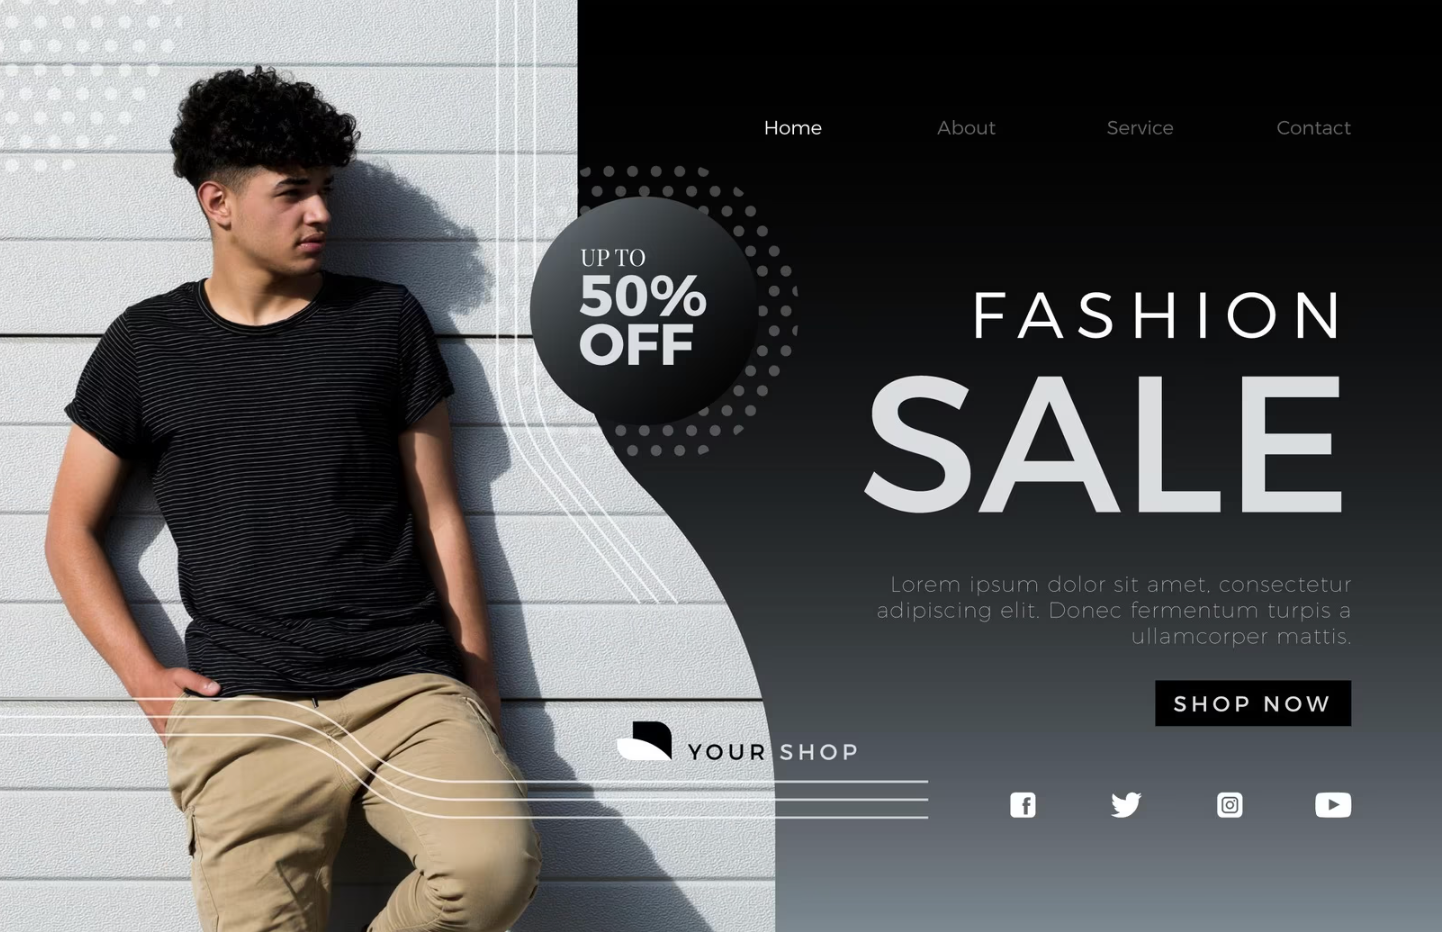 Home About Service Contact
UP TO
50%
OFF
FASHION
SALE
Lorem ipsum dolor sit amet, consectetur
adipiscing elit. Donec fermentum turpis a
ullamcorper mattis.
SHOP NOW
YOUR SHOP